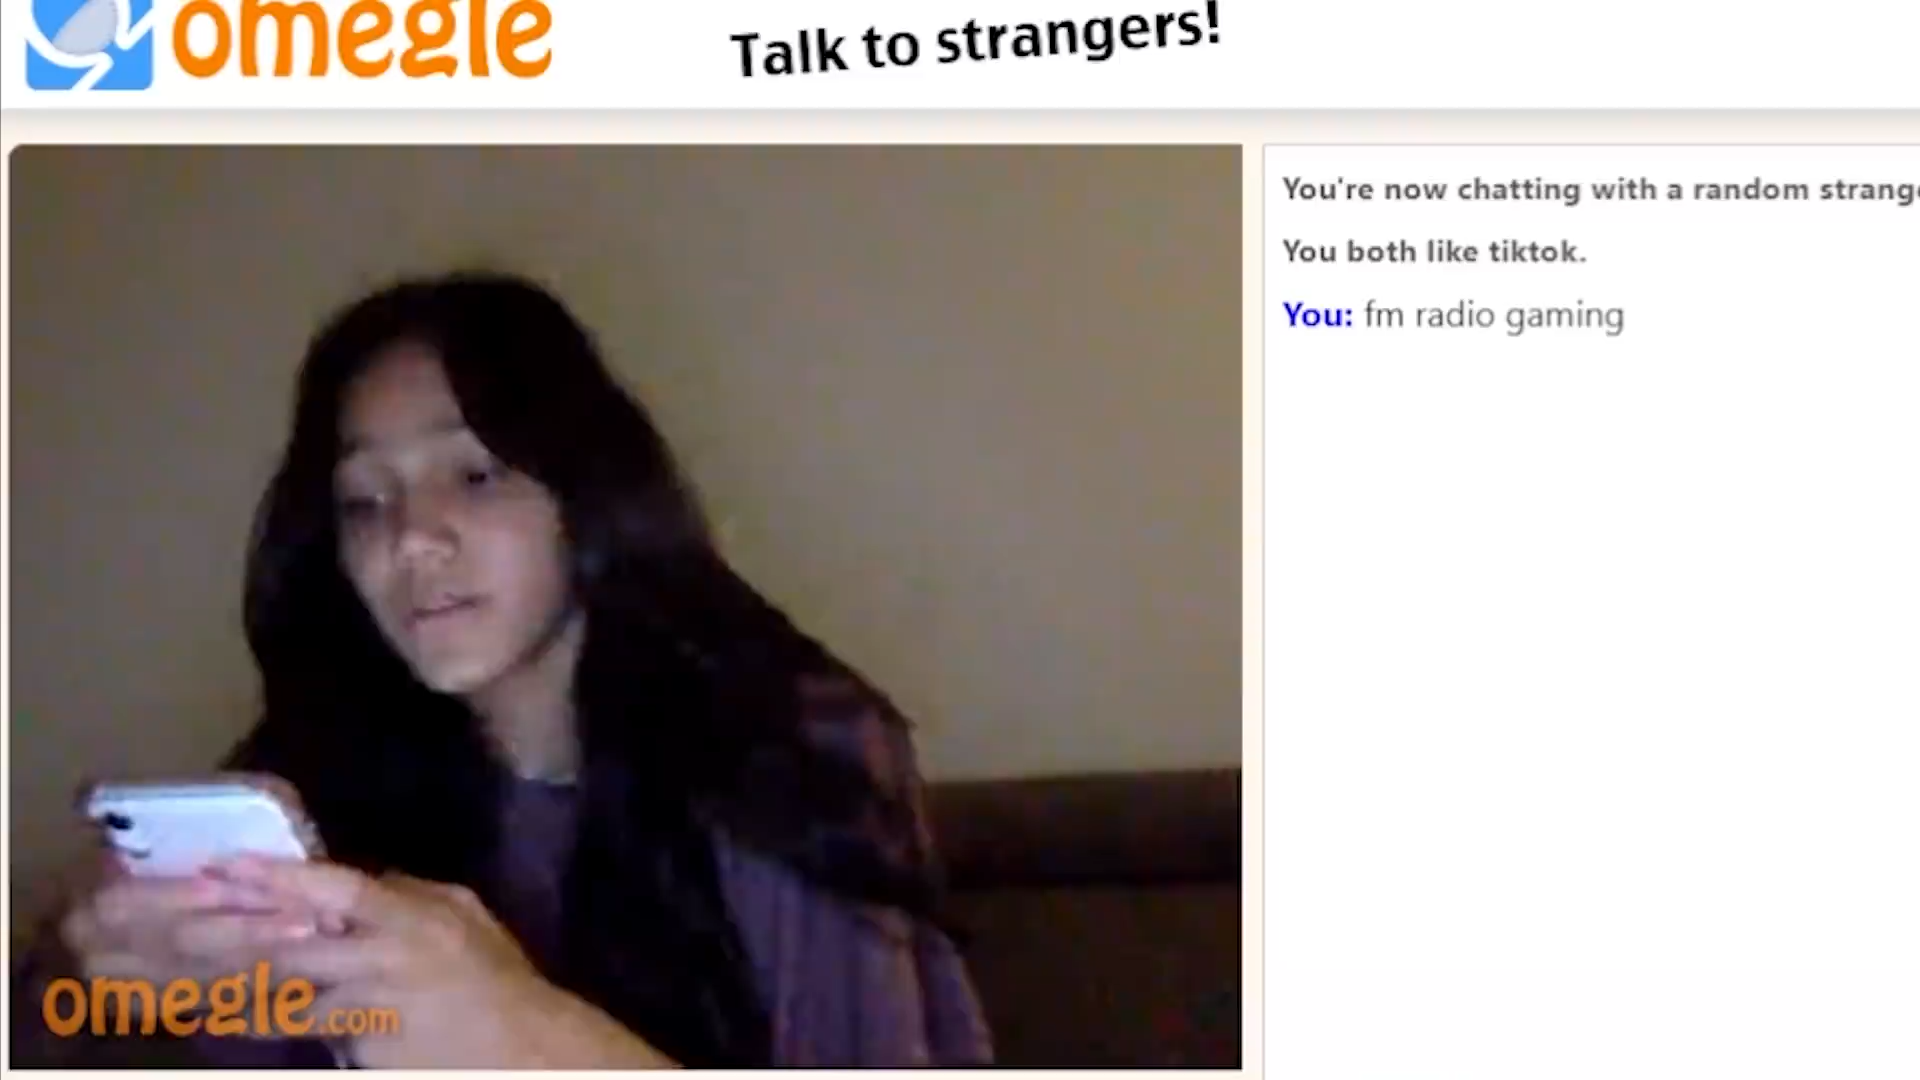 omegle
Talk to strangers!
You're now chatting with a random strange
You both like tiktok.
You: fm radio gaming
omegle.com